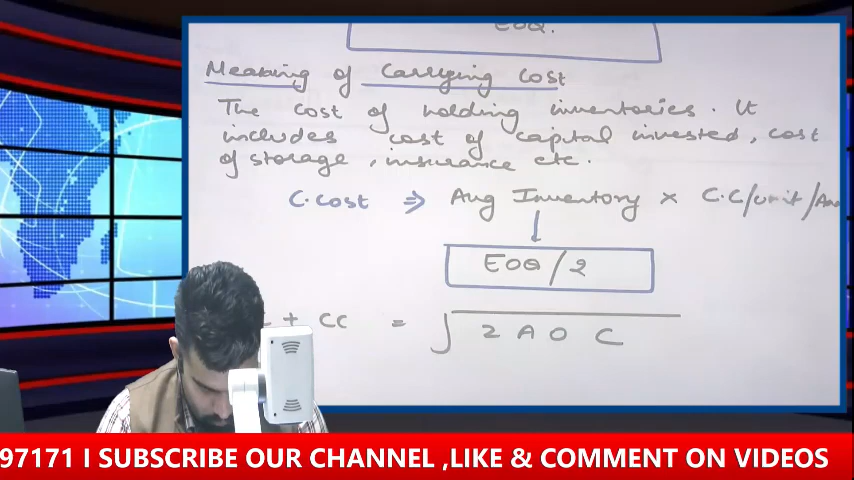 EOQ.
Meaning of Carrying Cost
The cost of holding inventories. It
includes cost of capital invested, cost
of storage, insurance etc.
C.Cost ⇒ Avg Inventory × C.C/unit/
EOQ/2
+ CC = √2AOC
97171 I SUBSCRIBE OUR CHANNEL ,LIKE & COMMENT ON VIDEOS